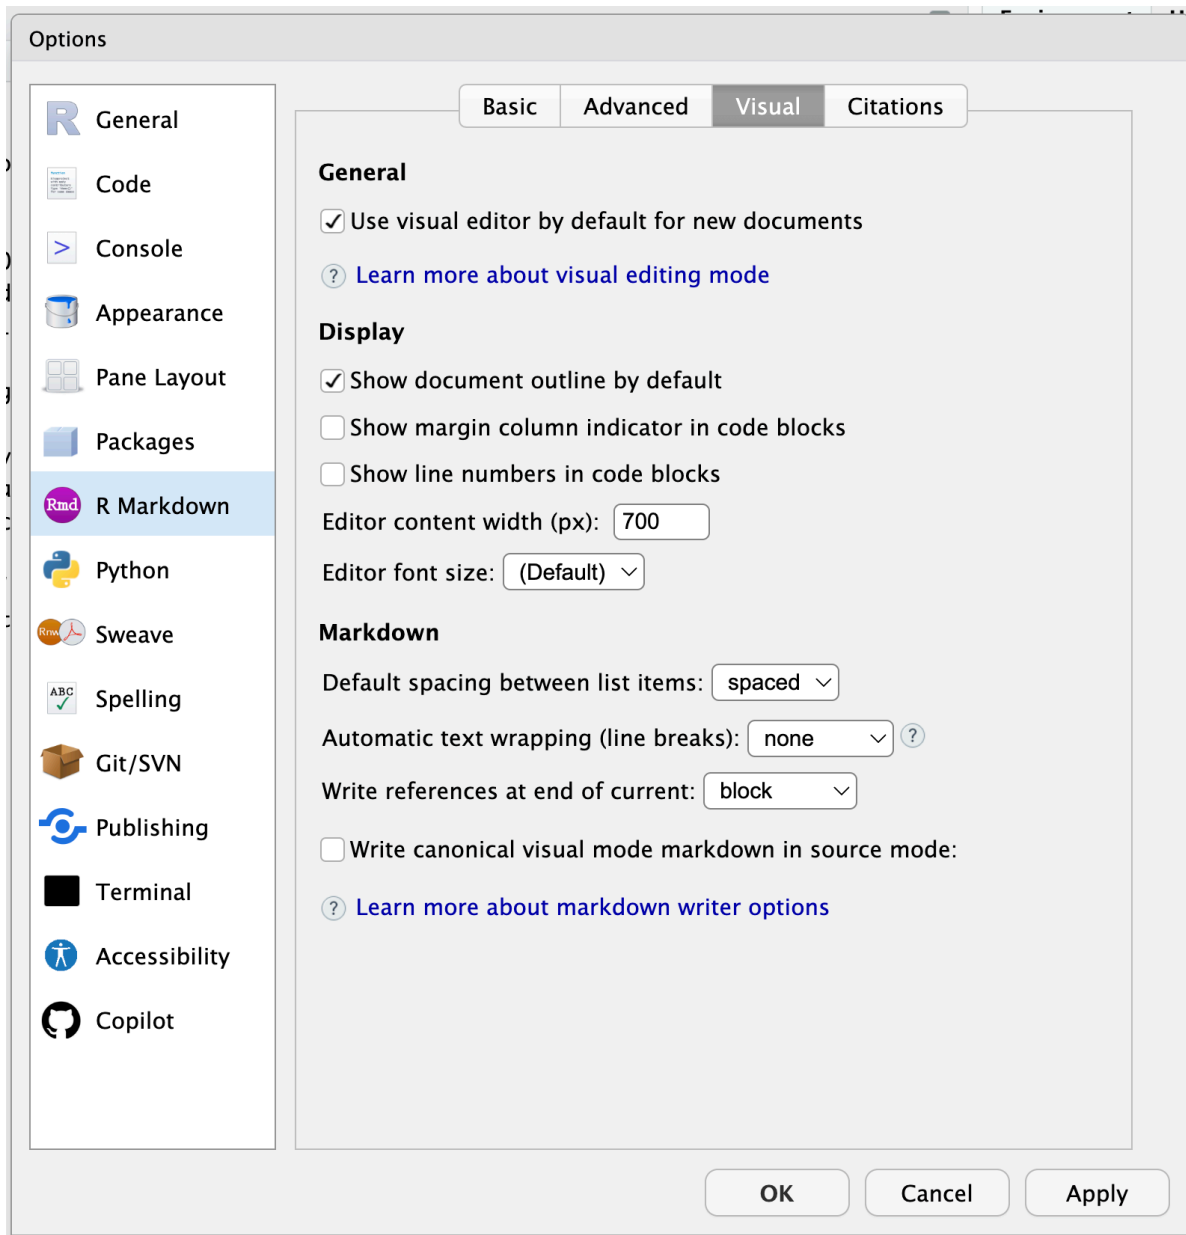 Options
General
Code
Console
Appearance
Pane Layout
Packages
Rmd R Markdown
Python
Rnw Sweave
ABC Spelling
Git/SVN
Publishing
Terminal
Accessibility
Copilot
Basic Advanced Visual Citations
General
Use visual editor by default for new documents
? Learn more about visual editing mode
Display
Show document outline by default
Show margin column indicator in code blocks
Show line numbers in code blocks
Editor content width (px): 700
Editor font size: (Default)
Markdown
Default spacing between list items: spaced
Automatic text wrapping (line breaks): none ?
Write references at end of current: block
Write canonical visual mode markdown in source mode:
? Learn more about markdown writer options
OK Cancel Apply